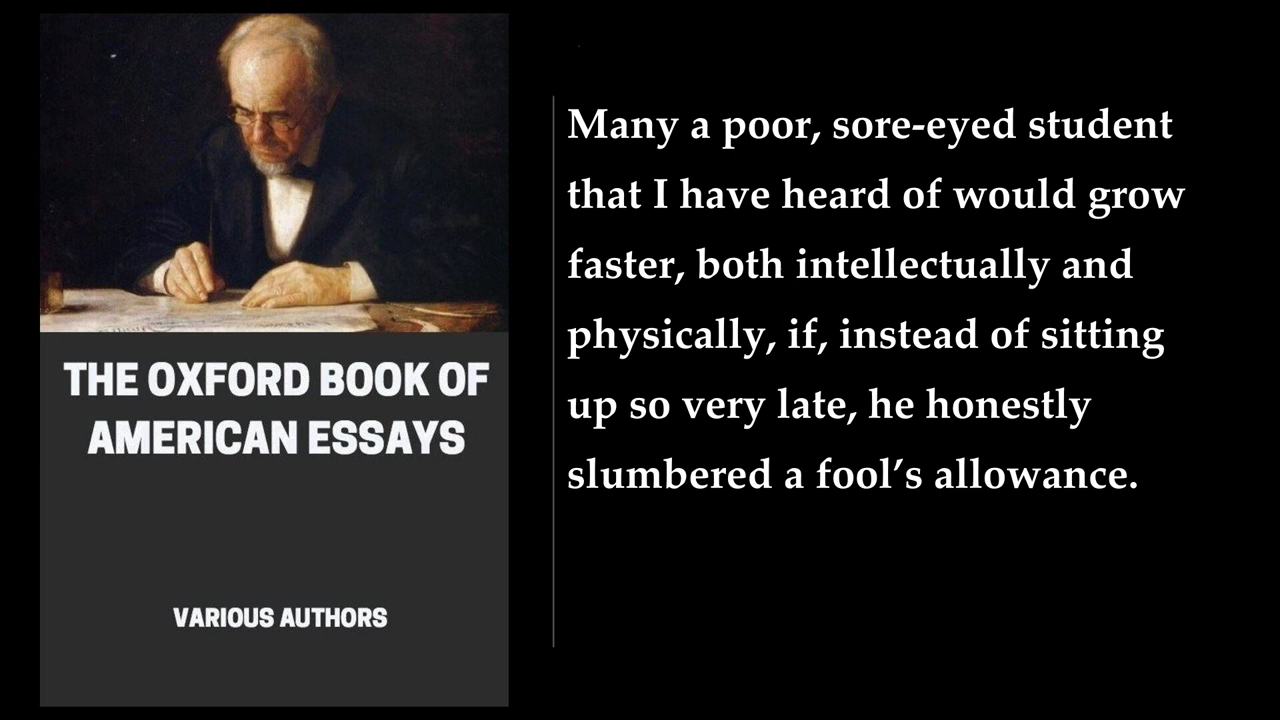 THE OXFORD BOOK OF
AMERICAN ESSAYS
VARIOUS AUTHORS
Many a poor, sore-eyed student
that I have heard of would grow
faster, both intellectually and
physically, if, instead of sitting
up so very late, he honestly
slumbered a fool’s allowance.